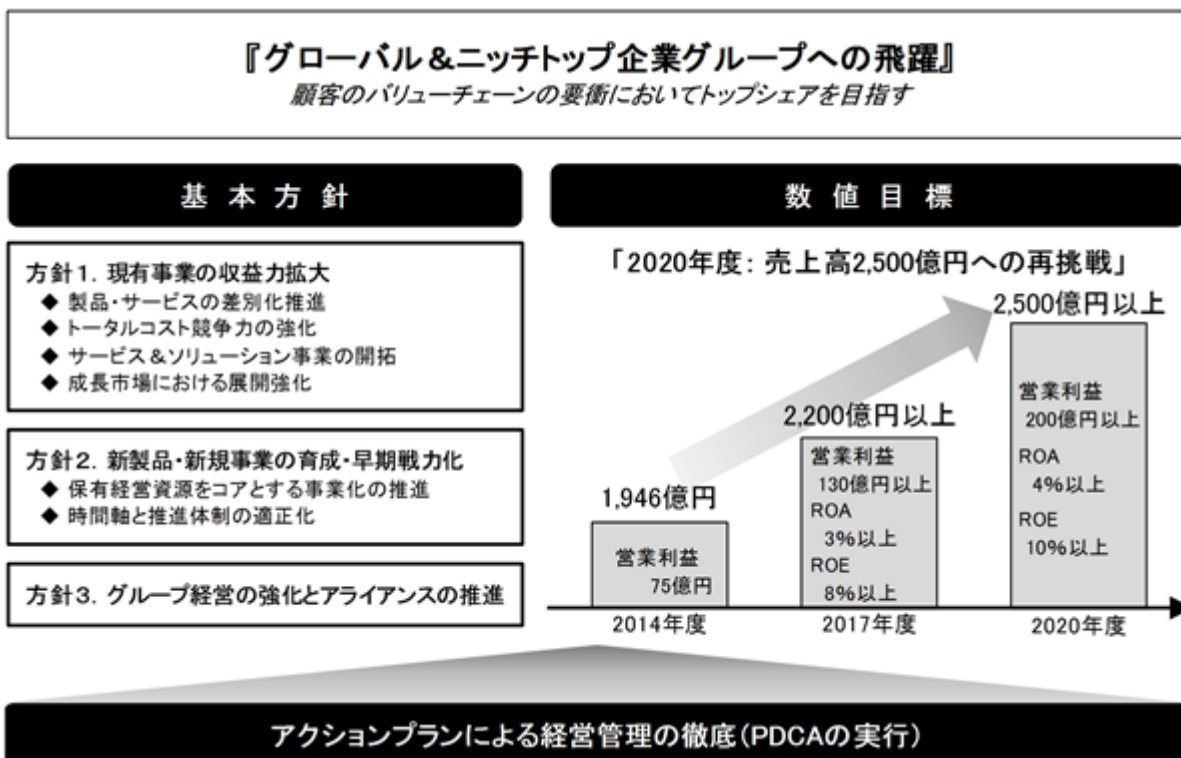 『グローバル＆ニッチトップ企業グループへの飛躍』
顧客のバリューチェーンの要衝においてトップシェアを目指す
基本方針
方針1．現有事業の収益力拡大
◆ 製品・サービスの差別化推進
◆ トータルコスト競争力の強化
◆ サービス＆ソリューション事業の開拓
◆ 成長市場における展開強化
方針2．新製品・新規事業の育成・早期戦力化
◆ 保有経営資源をコアとする事業化の推進
◆ 時間軸と推進体制の適正化
方針3．グループ経営の強化とアライアンスの推進
数値目標
「2020年度：売上高2,500億円への再挑戦」
1,946億円
営業利益
75億円
2014年度
2,200億円以上
営業利益
130億円以上
ROA
3%以上
ROE
8%以上
2017年度
2,500億円以上
営業利益
200億円以上
ROA
4%以上
ROE
10%以上
2020年度
アクションプランによる経営管理の徹底（PDCAの実行）